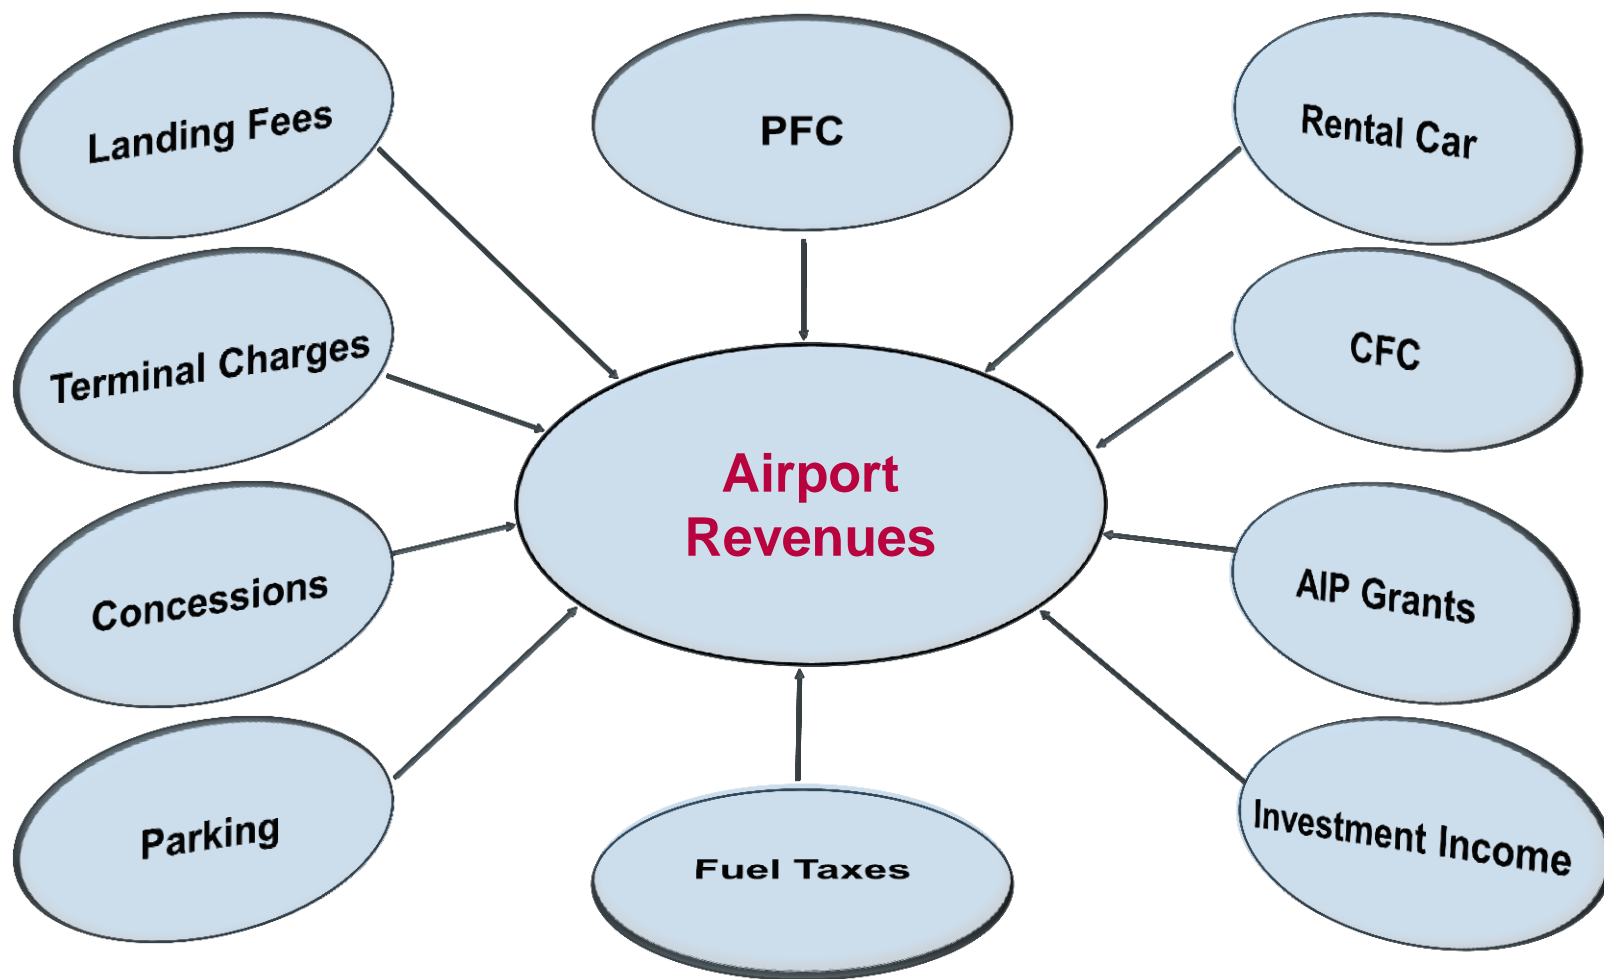 Landing Fees
PFC
Rental Car
Terminal Charges
CFC
Airport
Revenues
Concessions
AIP Grants
Parking
Fuel Taxes
Investment Income